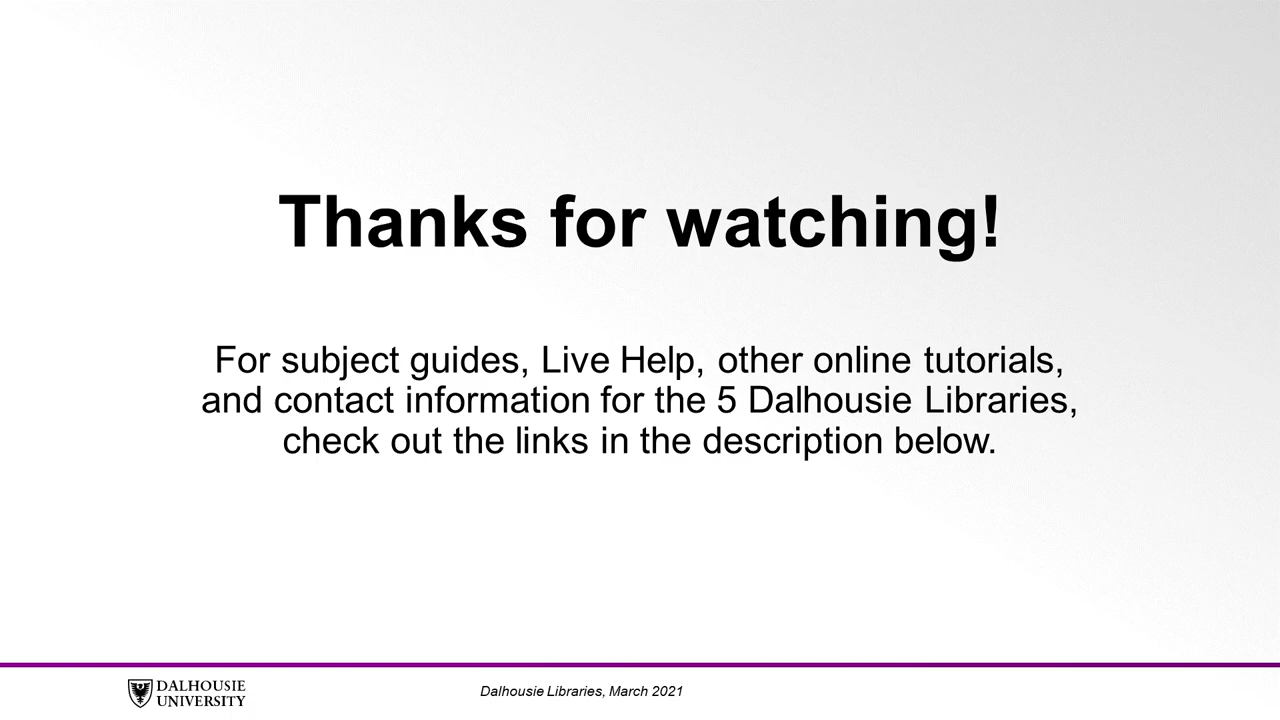 Thanks for watching!
For subject guides, Live Help, other online tutorials,
and contact information for the 5 Dalhousie Libraries,
check out the links in the description below.
DALHOUSIE
UNIVERSITY
Dalhousie Libraries, March 2021